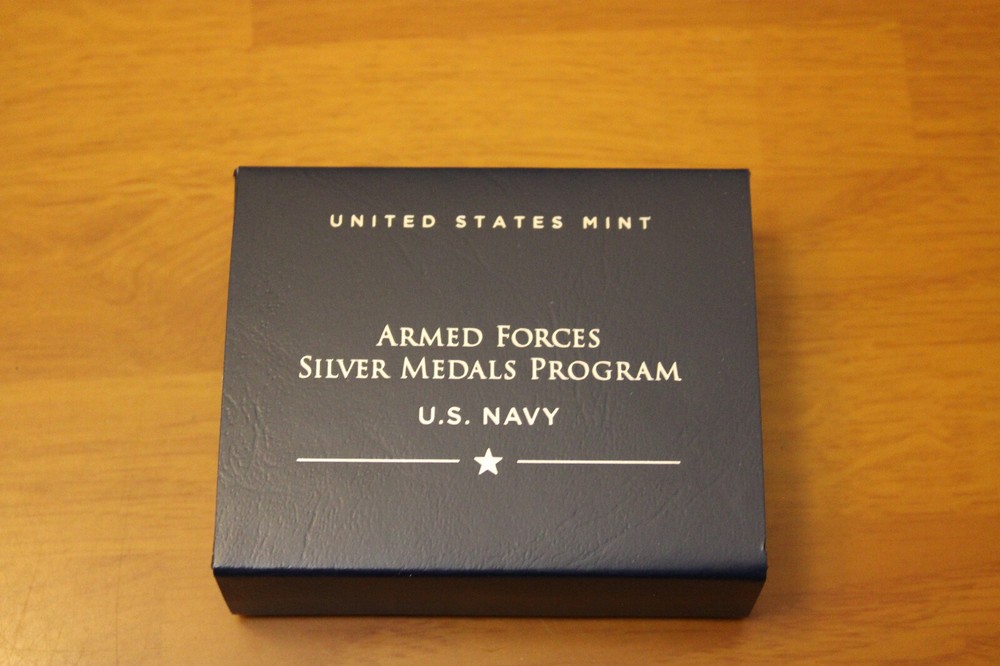 UNITED STATES MINT
ARMED FORCES
SILVER MEDALS PROGRAM
U.S. NAVY